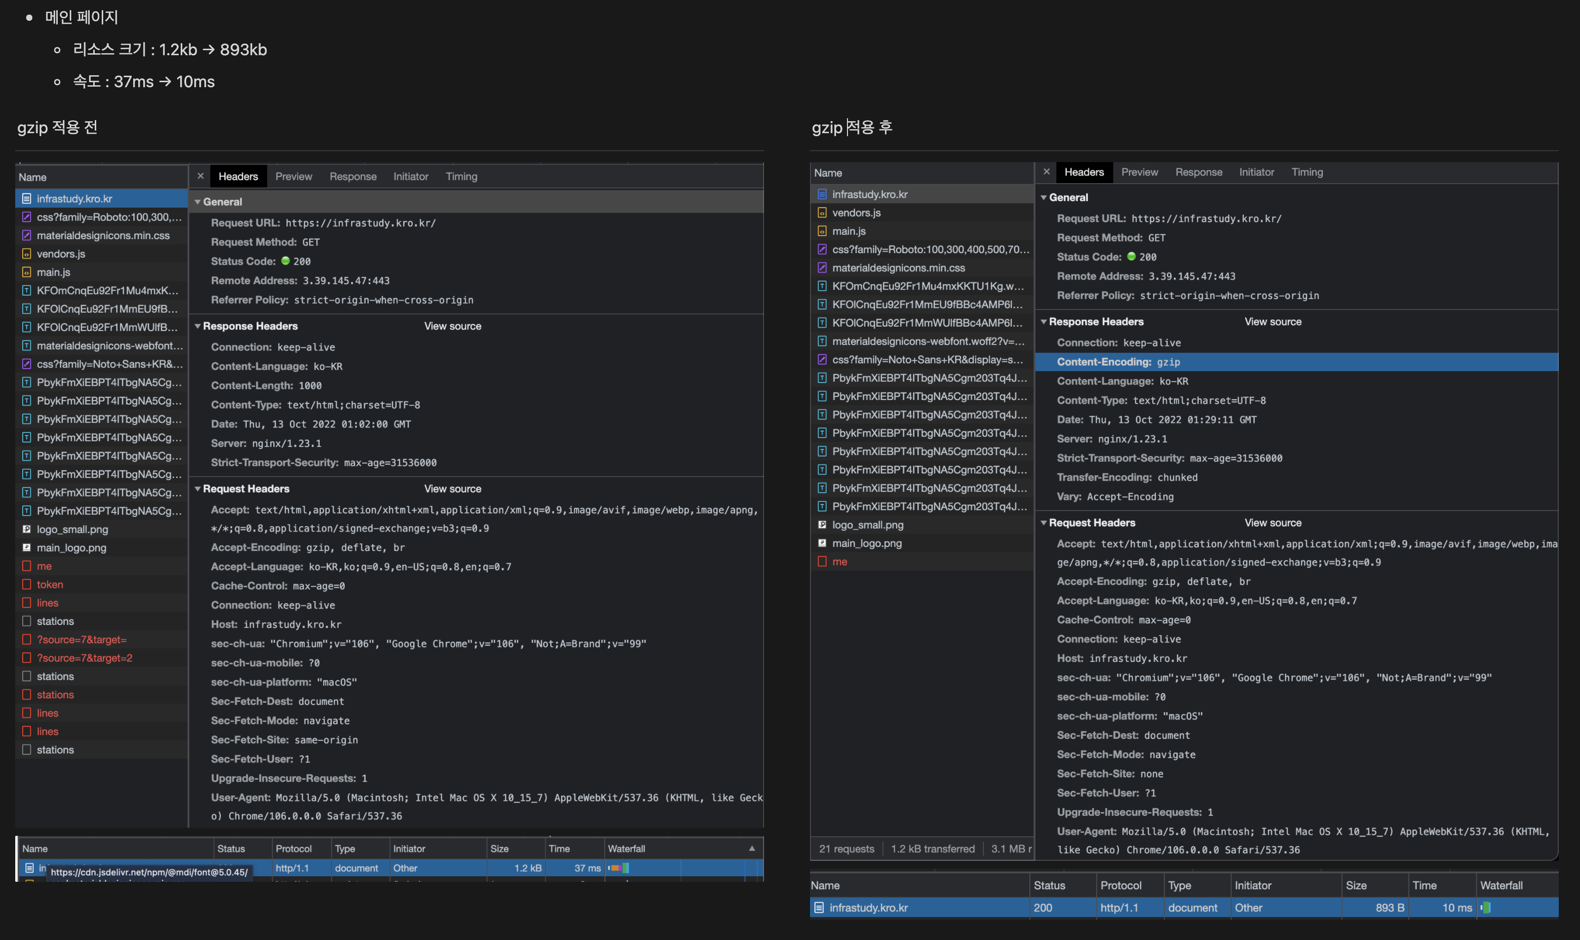 메인 페이지
리소스 크기 : 1.2kb → 893kb
속도 : 37ms → 10ms
gzip 적용 전
Name
infrastudy.kro.kr
css?family=Roboto:100,300,...
materialdesignicons.min.css
vendors.js
main.js
KFOmCnqEu92Fr1Mu4mxK...
KFOlCnqEu92Fr1MmEU9fB...
KFOlCnqEu92Fr1MmWUlfB...
materialdesignicons-webfont...
css?family=Noto+Sans+KR&...
PbykFmXiEBPT4ITbgNA5Cg...
PbykFmXiEBPT4ITbgNA5Cg...
PbykFmXiEBPT4ITbgNA5Cg...
PbykFmXiEBPT4ITbgNA5Cg...
PbykFmXiEBPT4ITbgNA5Cg...
PbykFmXiEBPT4ITbgNA5Cg...
PbykFmXiEBPT4ITbgNA5Cg...
PbykFmXiEBPT4ITbgNA5Cg...
logo_small.png
main_logo.png
me
token
lines
stations
?source=7&target=
?source=7&target=2
stations
stations
lines
lines
stations
× Headers Preview Response Initiator Timing
General
Request URL: https://infrastudy.kro.kr/
Request Method: GET
Status Code: 200
Remote Address: 3.39.145.47:443
Referrer Policy: strict-origin-when-cross-origin
Response Headers View source
Connection: keep-alive
Content-Language: ko-KR
Content-Length: 1000
Content-Type: text/html;charset=UTF-8
Date: Thu, 13 Oct 2022 01:02:00 GMT
Server: nginx/1.23.1
Strict-Transport-Security: max-age=31536000
Request Headers View source
Accept: text/html,application/xhtml+xml,application/xml;q=0.9,image/avif,image/webp,image/apng,
*/*;q=0.8,application/signed-exchange;v=b3;q=0.9
Accept-Encoding: gzip, deflate, br
Accept-Language: ko-KR,ko;q=0.9,en-US;q=0.8,en;q=0.7
Cache-Control: max-age=0
Connection: keep-alive
Host: infrastudy.kro.kr
sec-ch-ua: "Chromium";v="106", "Google Chrome";v="106", "Not;A=Brand";v="99"
sec-ch-ua-mobile: ?0
sec-ch-ua-platform: "macOS"
Sec-Fetch-Dest: document
Sec-Fetch-Mode: navigate
Sec-Fetch-Site: same-origin
Sec-Fetch-User: ?1
Upgrade-Insecure-Requests: 1
User-Agent: Mozilla/5.0 (Macintosh; Intel Mac OS X 10_15_7) AppleWebKit/537.36 (KHTML, like Geck
o) Chrome/106.0.0.0 Safari/537.36
Name Status Protocol Type Initiator Size Time Waterfall
in http/1.1 document Other 1.2 kB 37 ms
https://cdn.jsdelivr.net/npm/@mdi/font@5.0.45/
gzip 적용 후
Name
infrastudy.kro.kr
vendors.js
main.js
css?family=Roboto:100,300,400,500,70...
materialdesignicons.min.css
KFOmCnqEu92Fr1Mu4mxKKTU1Kg.w...
KFOlCnqEu92Fr1MmEU9fBBc4AMP6l...
KFOlCnqEu92Fr1MmWUlfBBc4AMP6l...
materialdesignicons-webfont.woff2?v=...
css?family=Noto+Sans+KR&display=s...
PbykFmXiEBPT4ITbgNA5Cgm203Tq4J...
PbykFmXiEBPT4ITbgNA5Cgm203Tq4J...
PbykFmXiEBPT4ITbgNA5Cgm203Tq4J...
PbykFmXiEBPT4ITbgNA5Cgm203Tq4J...
PbykFmXiEBPT4ITbgNA5Cgm203Tq4J...
PbykFmXiEBPT4ITbgNA5Cgm203Tq4J...
PbykFmXiEBPT4ITbgNA5Cgm203Tq4J...
PbykFmXiEBPT4ITbgNA5Cgm203Tq4J...
logo_small.png
main_logo.png
me
21 requests 1.2 kB transferred 3.1 MB r
× Headers Preview Response Initiator Timing
General
Request URL: https://infrastudy.kro.kr/
Request Method: GET
Status Code: 200
Remote Address: 3.39.145.47:443
Referrer Policy: strict-origin-when-cross-origin
Response Headers View source
Connection: keep-alive
Content-Encoding: gzip
Content-Language: ko-KR
Content-Type: text/html;charset=UTF-8
Date: Thu, 13 Oct 2022 01:29:11 GMT
Server: nginx/1.23.1
Strict-Transport-Security: max-age=31536000
Transfer-Encoding: chunked
Vary: Accept-Encoding
Request Headers View source
Accept: text/html,application/xhtml+xml,application/xml;q=0.9,image/avif,image/webp,ima
ge/apng,*/*;q=0.8,application/signed-exchange;v=b3;q=0.9
Accept-Encoding: gzip, deflate, br
Accept-Language: ko-KR,ko;q=0.9,en-US;q=0.8,en;q=0.7
Cache-Control: max-age=0
Connection: keep-alive
Host: infrastudy.kro.kr
sec-ch-ua: "Chromium";v="106", "Google Chrome";v="106", "Not;A=Brand";v="99"
sec-ch-ua-mobile: ?0
sec-ch-ua-platform: "macOS"
Sec-Fetch-Dest: document
Sec-Fetch-Mode: navigate
Sec-Fetch-Site: none
Sec-Fetch-User: ?1
Upgrade-Insecure-Requests: 1
User-Agent: Mozilla/5.0 (Macintosh; Intel Mac OS X 10_15_7) AppleWebKit/537.36 (KHTML,
like Gecko) Chrome/106.0.0.0 Safari/537.36
Name Status Protocol Type Initiator Size Time Waterfall
infrastudy.kro.kr 200 http/1.1 document Other 893 B 10 ms